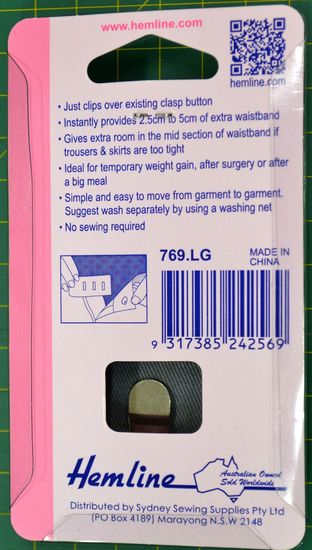 www.hemline.com
hemline.com
• Just clips over existing clasp button
• Instantly provides 2.5cm to 5cm of extra waistband
• Gives extra room in the mid section of waistband if
trousers & skirts are too tight
• Ideal for temporary weight gain, after surgery or after
a big meal
• Simple and easy to move from garment to garment.
Suggest wash separately by using a washing net
• No sewing required
769.LG
MADE IN
CHINA
9 317385 242569
Hemline
Australian Owned
Sold Worldwide
Distributed by Sydney Sewing Supplies Pty Ltd
(PO Box 4189) Marayong N.S.W 2148